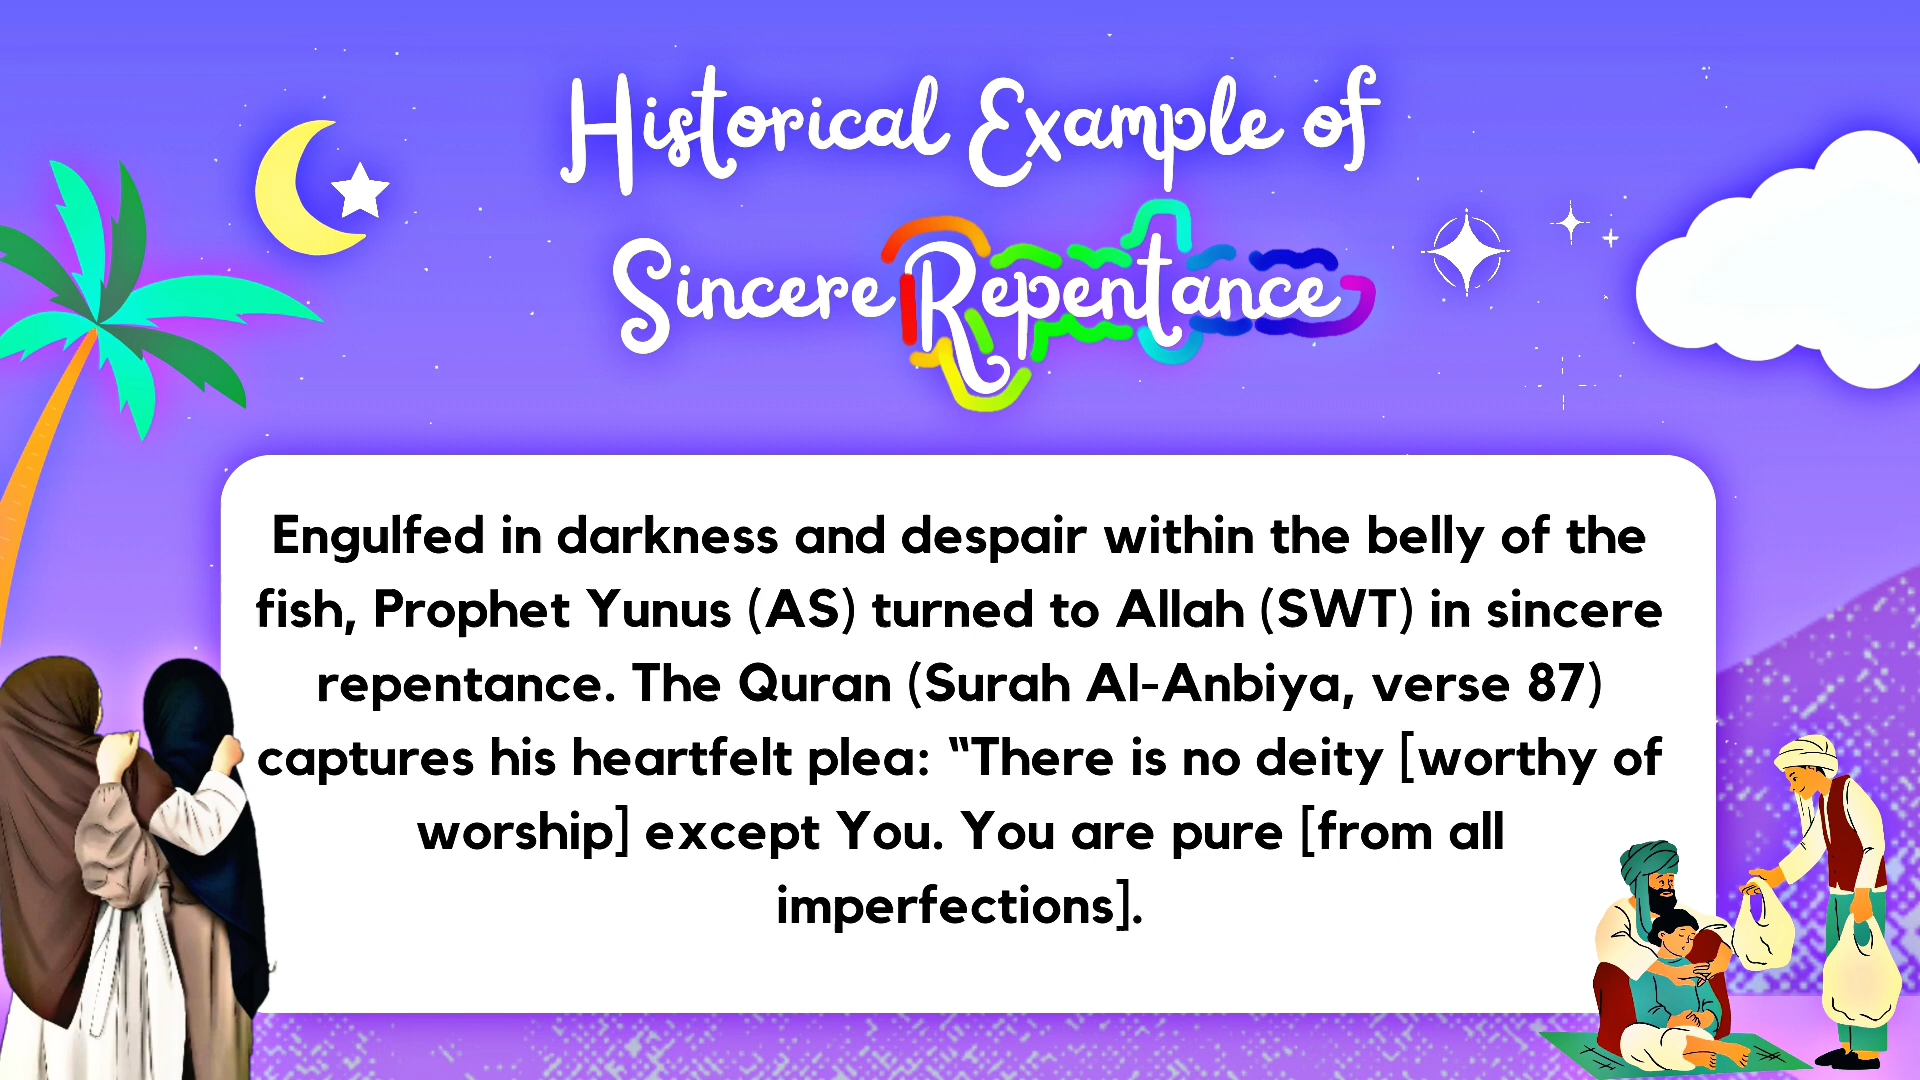 Historical Example of
Sincere Repentance
Engulfed in darkness and despair within the belly of the
fish, Prophet Yunus (AS) turned to Allah (SWT) in sincere
repentance. The Quran (Surah Al-Anbiya, verse 87)
captures his heartfelt plea: “There is no deity [worthy of
worship] except You. You are pure [from all
imperfections].